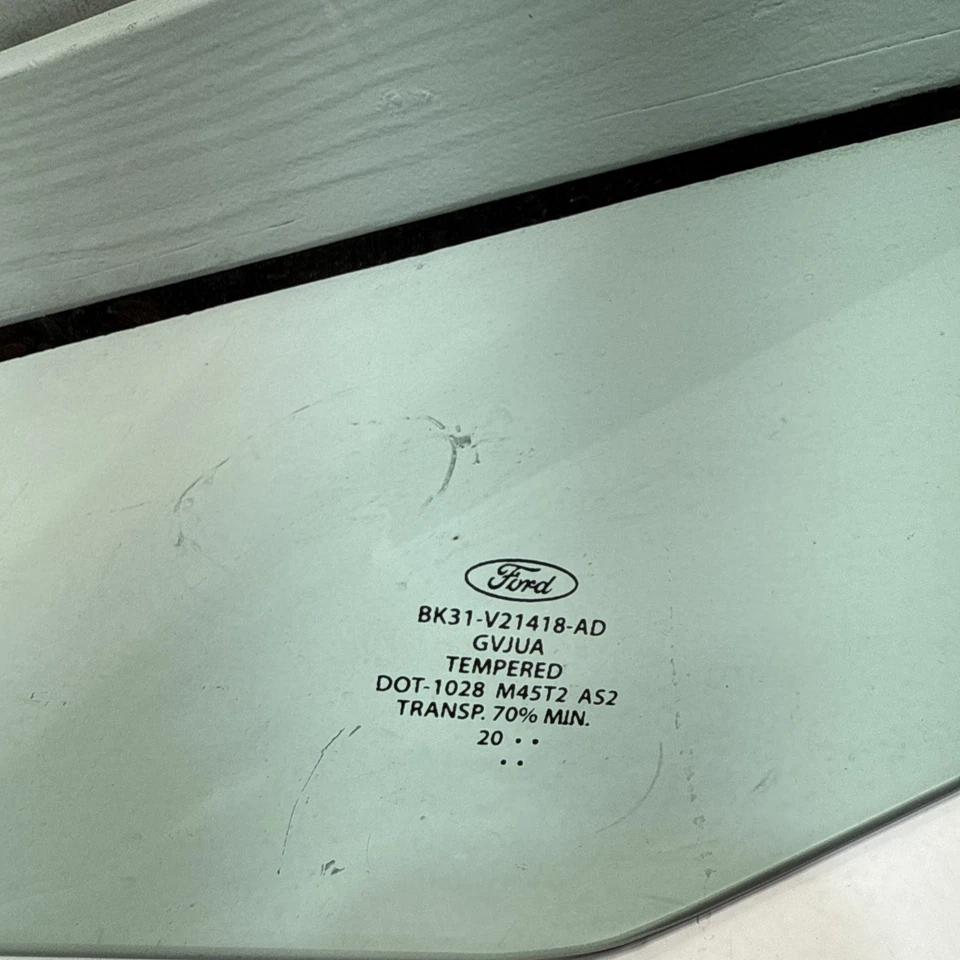 Ford
BK31-V21418-AD
GVJUA
TEMPERED
DOT-1028 M45T2 AS2
TRANSP. 70% MIN.
20 • •
• •